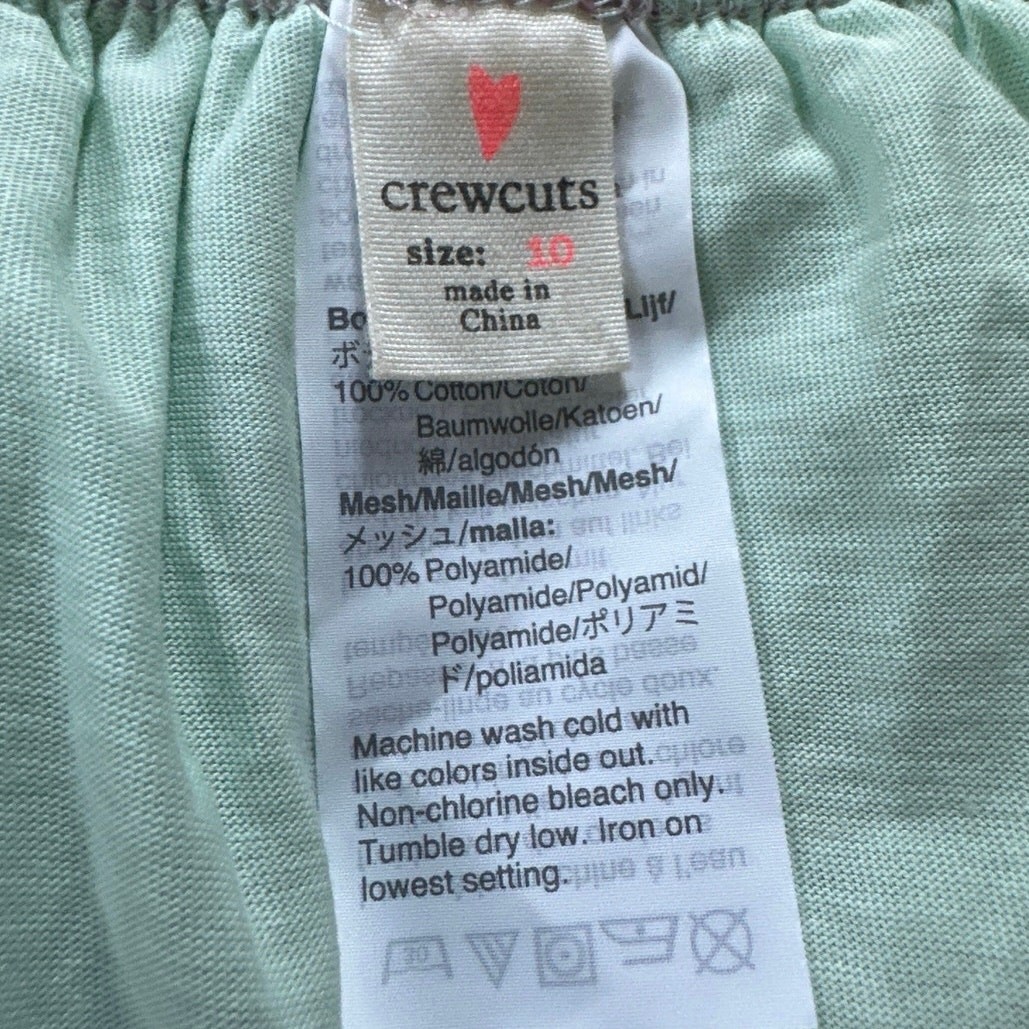 crewcuts
size: 10
made in
China
Lijf/
100% Cotton/Coton/
Baumwolle/Katoen/
綿/algodón
Mesh/Maille/Mesh/Mesh/
メッシュ/malla:
100% Polyamide/
Polyamide/Polyamid/
Polyamide/ポリアミ
ド/poliamida
Machine wash cold with
like colors inside out.
Non-chlorine bleach only.
Tumble dry low. Iron on
lowest setting.
30